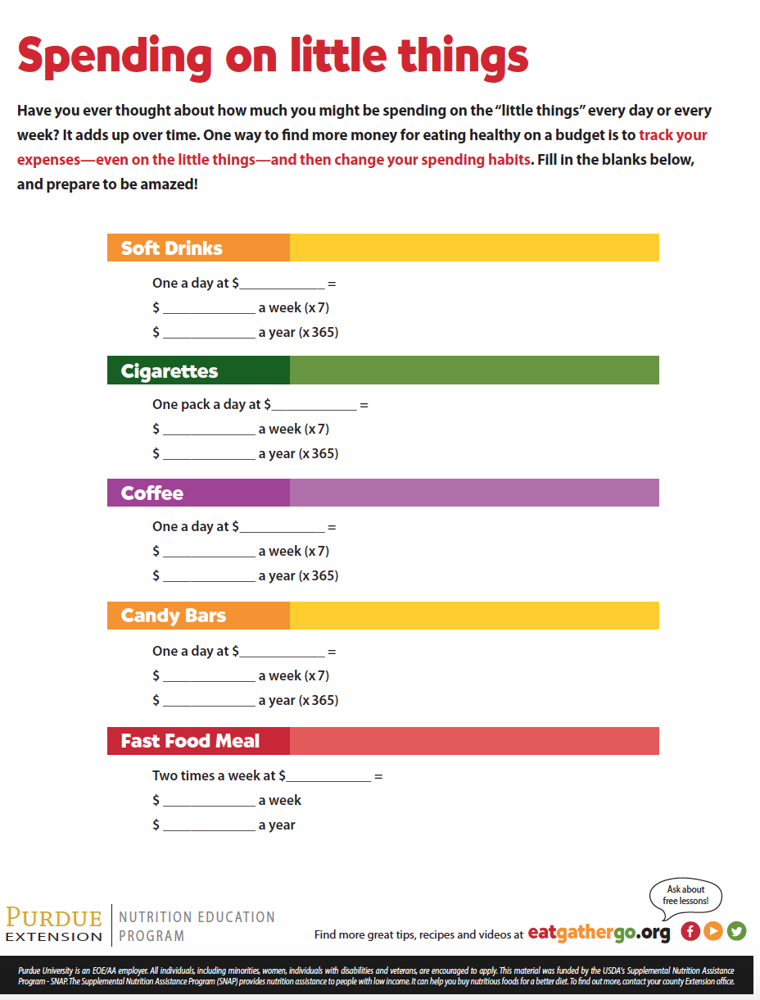 Spending on little things
Have you ever thought about how much you might be spending on the “little things” every day or every
week? It adds up over time. One way to find more money for eating healthy on a budget is to track your
expenses—even on the little things—and then change your spending habits. Fill in the blanks below,
and prepare to be amazed!
Soft Drinks
One a day at $____________ =
$ ____________ a week (x 7)
$ ____________ a year (x 365)
Cigarettes
One pack a day at $____________ =
$ ____________ a week (x 7)
$ ____________ a year (x 365)
Coffee
One a day at $____________ =
$ ____________ a week (x 7)
$ ____________ a year (x 365)
Candy Bars
One a day at $____________ =
$ ____________ a week (x 7)
$ ____________ a year (x 365)
Fast Food Meal
Two times a week at $____________ =
$ ____________ a week
$ ____________ a year
Ask about
free lessons!
PURDUE
EXTENSION
NUTRITION EDUCATION
PROGRAM
Find more great tips, recipes and videos at eatgathergo.org
Purdue University is an EOE/AA employer. All individuals, including minorities, women, individuals with disabilities and veterans, are encouraged to apply. This material was funded by the USDA's Supplemental Nutrition Assistance
Program - SNAP. The Supplemental Nutrition Assistance Program (SNAP) provides nutrition assistance to people with low income. It can help you buy nutritious foods for a better diet. To find out more, contact your county Extension office.